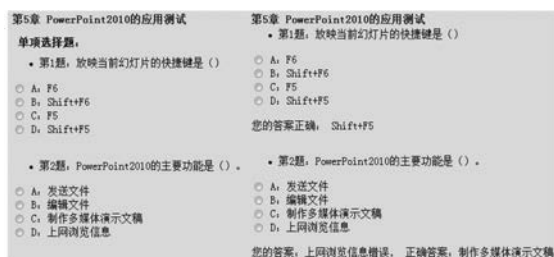 第5章 PowerPoint2010的应用测试
单项选择题：
• 第1题：放映当前幻灯片的快捷键是（）
A：F6
B：Shift+F6
C：F5
D：Shift+F5
• 第2题：PowerPoint2010的主要功能是（）。
A：发送文件
B：编辑文件
C：制作多媒体演示文稿
D：上网浏览信息
第5章 PowerPoint2010的应用测试
• 第1题：放映当前幻灯片的快捷键是（）
A：F6
B：Shift+F6
C：F5
D：Shift+F5
您的答案正确： Shift+F5
• 第2题：PowerPoint2010的主要功能是（）。
A：发送文件
B：编辑文件
C：制作多媒体演示文稿
D：上网浏览信息
您的答案：上网浏览信息错误， 正确答案：制作多媒体演示文稿